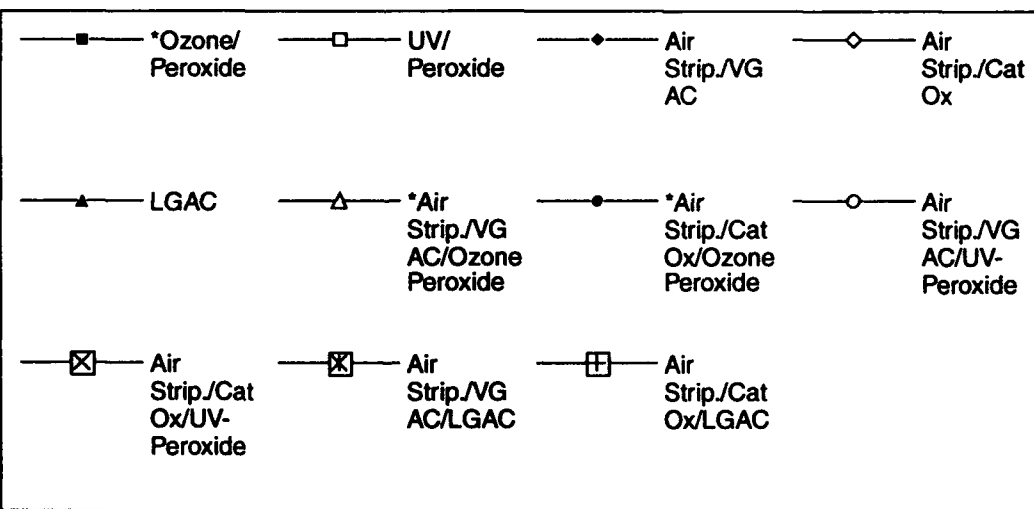 *Ozone/
Peroxide
UV/
Peroxide
Air
Strip./VG
AC
Air
Strip./Cat
Ox
LGAC
*Air
Strip./VG
AC/Ozone
Peroxide
*Air
Strip./Cat
Ox/Ozone
Peroxide
Air
Strip./VG
AC/UV-
Peroxide
Air
Strip./Cat
Ox/UV-
Peroxide
Air
Strip./VG
AC/LGAC
Air
Strip./Cat
Ox/LGAC